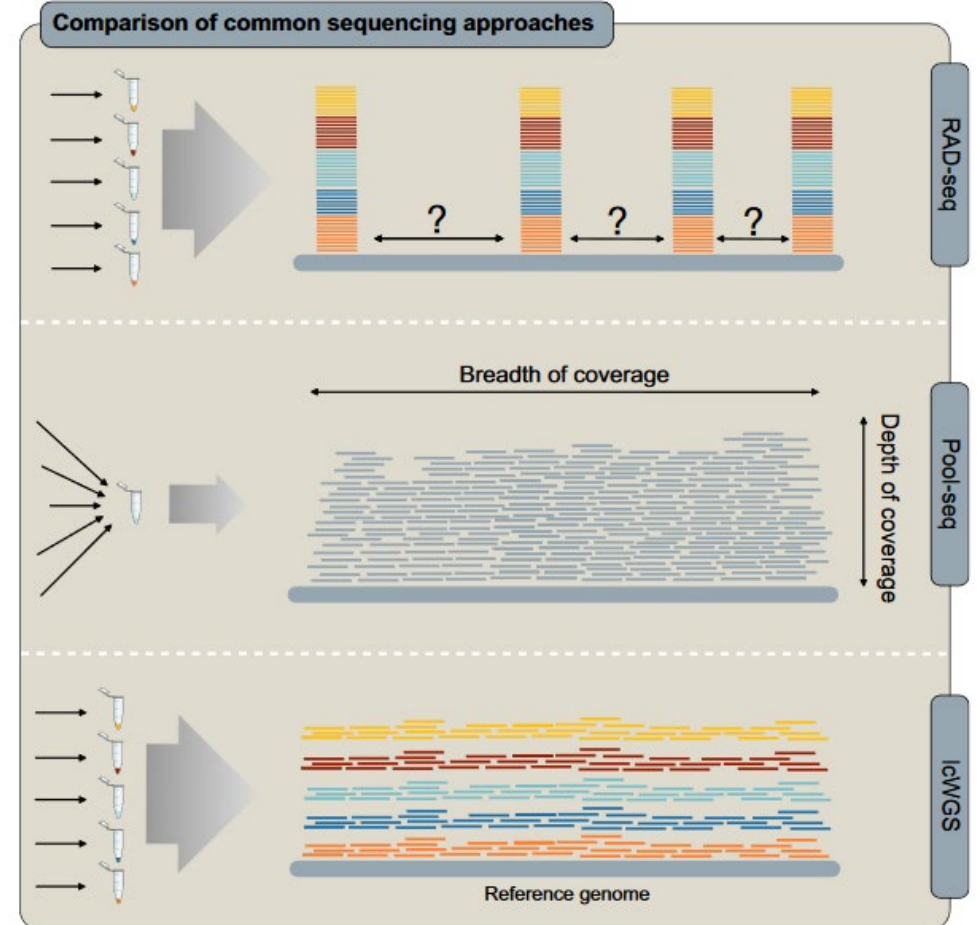 Comparison of common sequencing approaches
RAD-seq
?
?
?
Breadth of coverage
Depth of coverage
Pool-seq
lcWGS
Reference genome